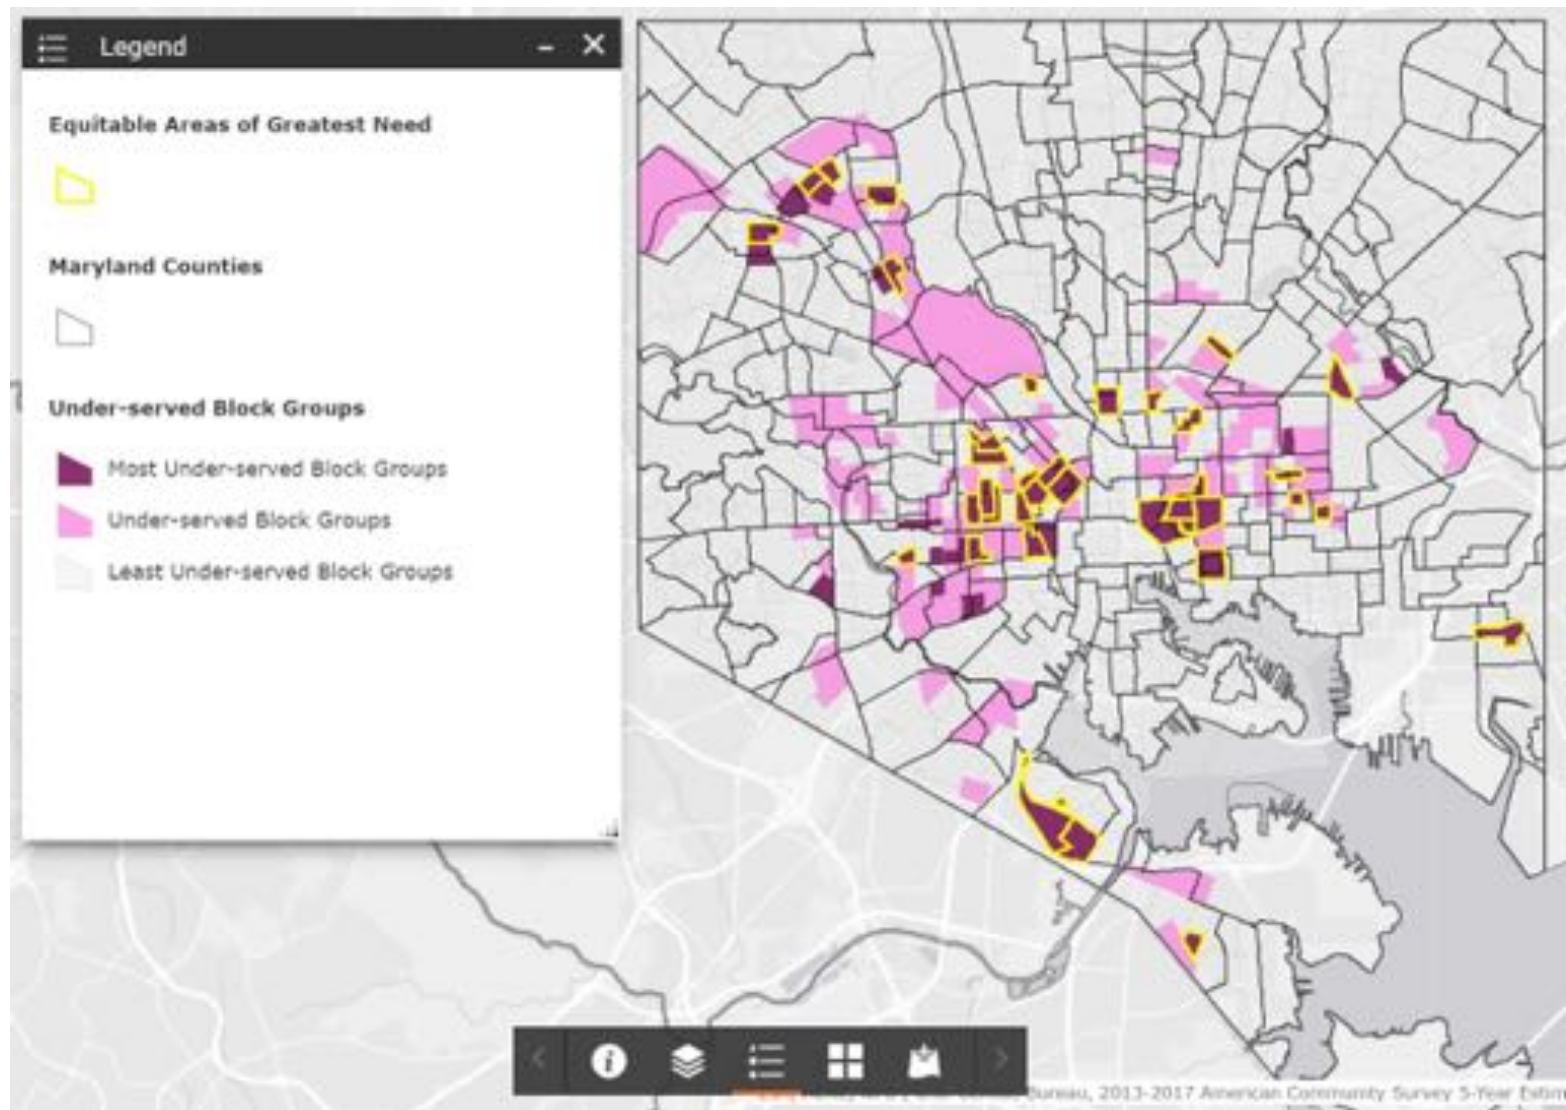 Legend
Equitable Areas of Greatest Need
Maryland Counties
Under-served Block Groups
Most Under-served Block Groups
Under-served Block Groups
Least Under-served Block Groups
Bureau, 2013-2017 American Community Survey 5-Year